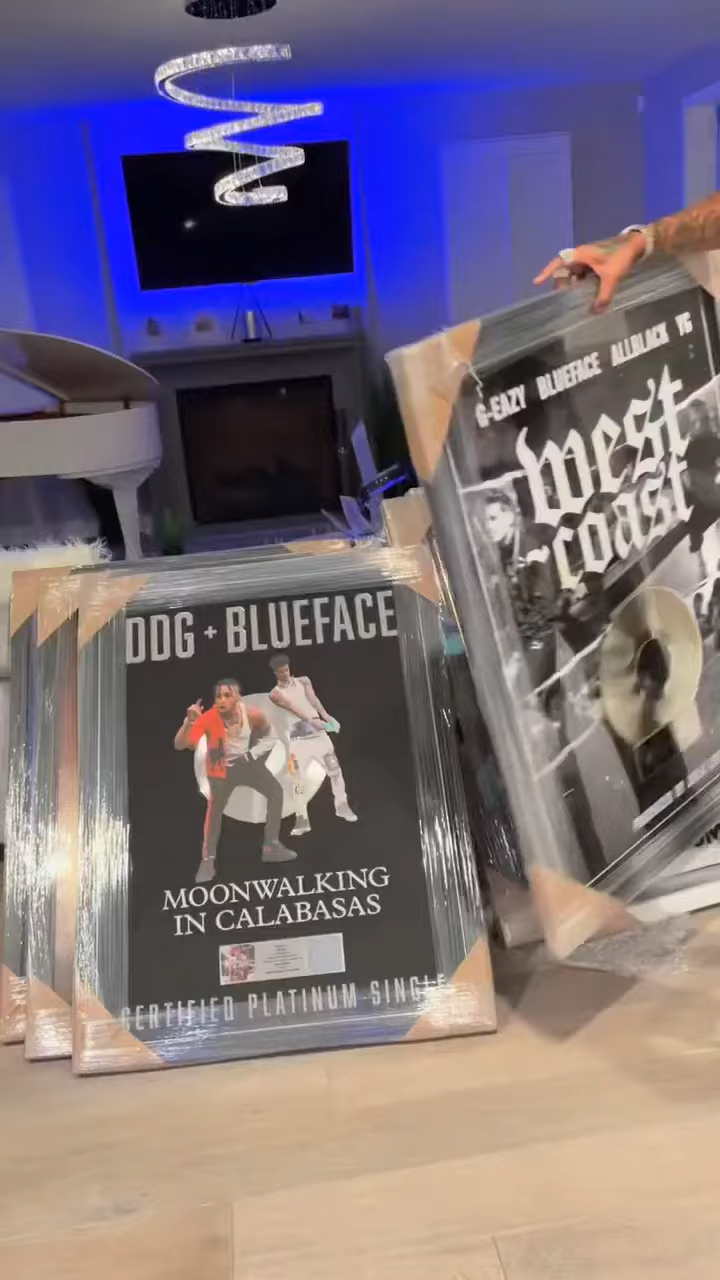 DDG + BLUEFACE
MOONWALKING
IN CALABASAS
CERTIFIED PLATINUM SINGLE
G-EAZY BLUEFACE ALLBLACK YG
West
coast